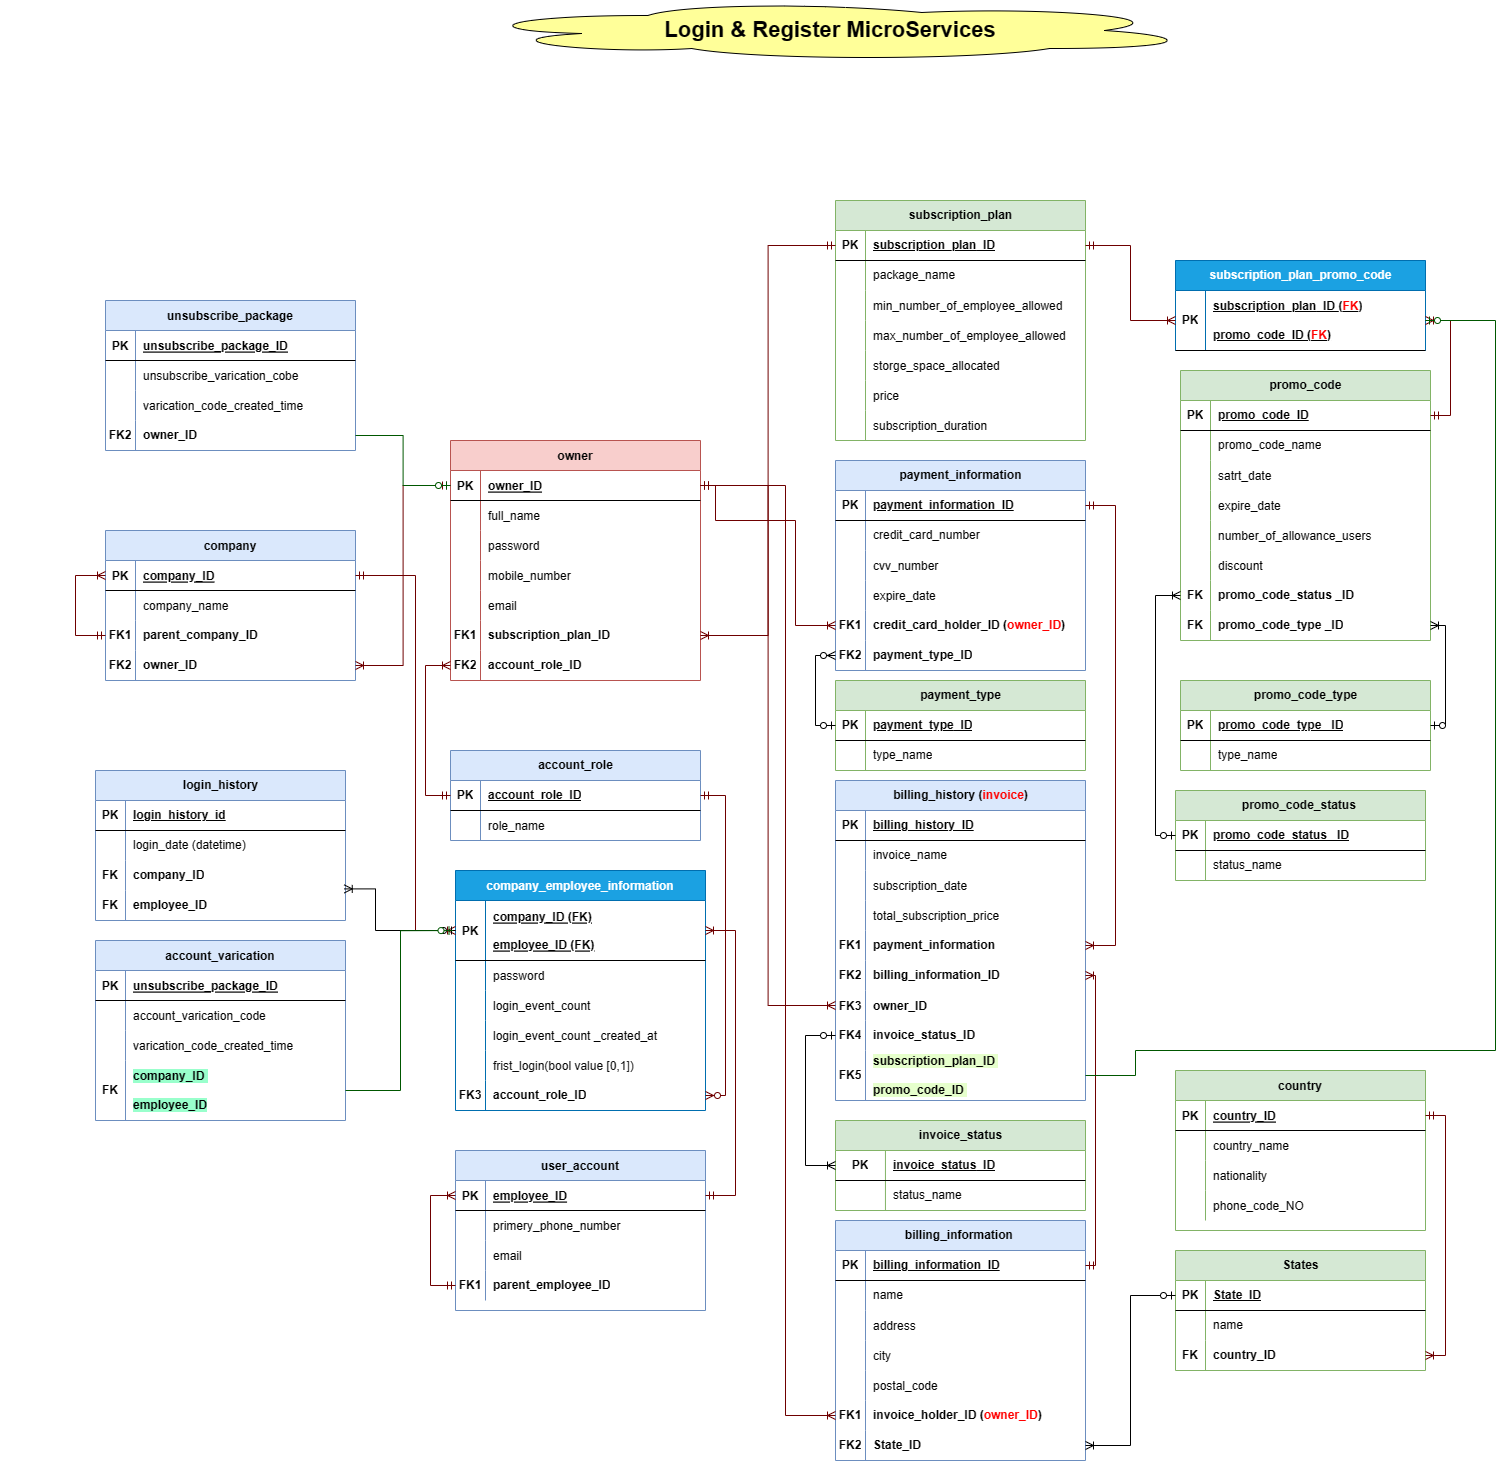 Login & Register MicroServices
unsubscribe_package
PK unsubscribe_package_ID
unsubscribe_varication_cobe
varication_code_created_time
FK2 owner_ID
company
PK company_ID
company_name
FK1 parent_company_ID
FK2 owner_ID
login_history
PK login_history_id
login_date (datetime)
FK company_ID
FK employee_ID
account_varication
PK unsubscribe_package_ID
account_varication_code
varication_code_created_time
company_ID
FK
employee_ID
owner
PK owner_ID
full_name
password
mobile_number
email
FK1 subscription_plan_ID
FK2 account_role_ID
account_role
PK account_role_ID
role_name
company_employee_information
company_ID (FK)
PK
employee_ID (FK)
password
login_event_count
login_event_count _created_at
frist_login(bool value [0,1])
FK3 account_role_ID
user_account
PK employee_ID
primery_phone_number
email
FK1 parent_employee_ID
subscription_plan
PK subscription_plan_ID
package_name
min_number_of_employee_allowed
max_number_of_employee_allowed
storge_space_allocated
price
subscription_duration
payment_information
PK payment_information_ID
credit_card_number
cvv_number
expire_date
FK1 credit_card_holder_ID (owner_ID)
FK2 payment_type_ID
payment_type
PK payment_type_ID
type_name
billing_history (invoice)
PK billing_history_ID
invoice_name
subscription_date
total_subscription_price
FK1 payment_information
FK2 billing_information_ID
FK3 owner_ID
FK4 invoice_status_ID
subscription_plan_ID
FK5
promo_code_ID
invoice_status
PK invoice_status_ID
status_name
billing_information
PK billing_information_ID
name
address
city
postal_code
FK1 invoice_holder_ID (owner_ID)
FK2 State_ID
subscription_plan_promo_code
subscription_plan_ID (FK)
PK
promo_code_ID (FK)
promo_code
PK promo_code_ID
promo_code_name
satrt_date
expire_date
number_of_allowance_users
discount
FK promo_code_status _ID
FK promo_code_type _ID
promo_code_type
PK promo_code_type _ID
type_name
promo_code_status
PK promo_code_status _ID
status_name
country
PK country_ID
country_name
nationality
phone_code_NO
States
PK State_ID
name
FK country_ID